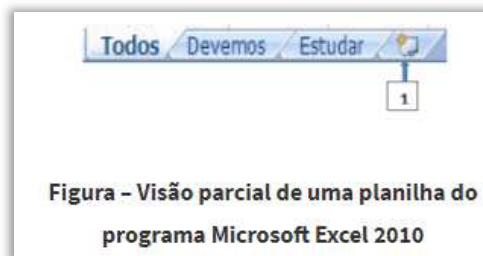 Todos Devemos Estudar
1
Figura – Visão parcial de uma planilha do
programa Microsoft Excel 2010